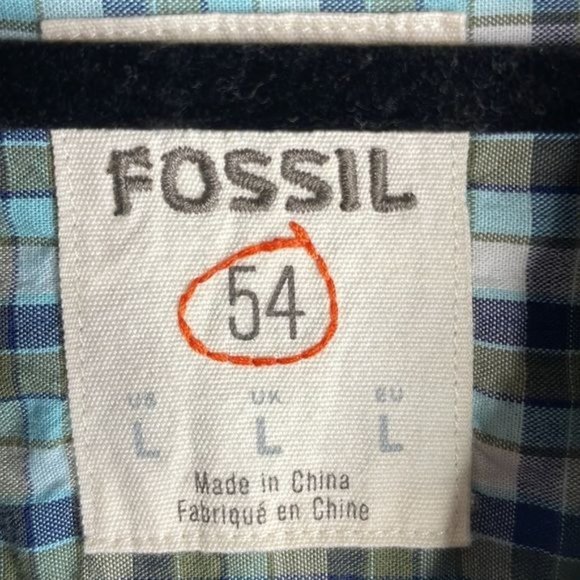 FOSSIL
54
US UK EU
L L L
Made in China
Fabriqué en Chine